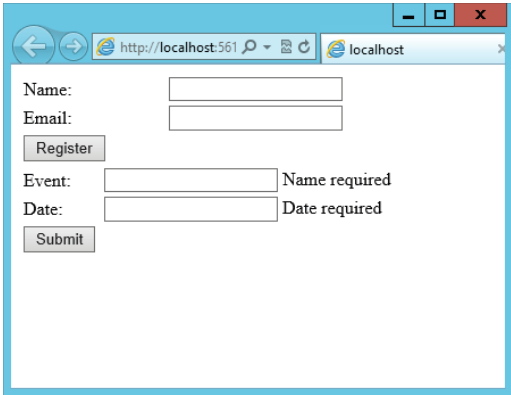 http://localhost:561
localhost
Name:
Email:
Register
Event: Name required
Date: Date required
Submit